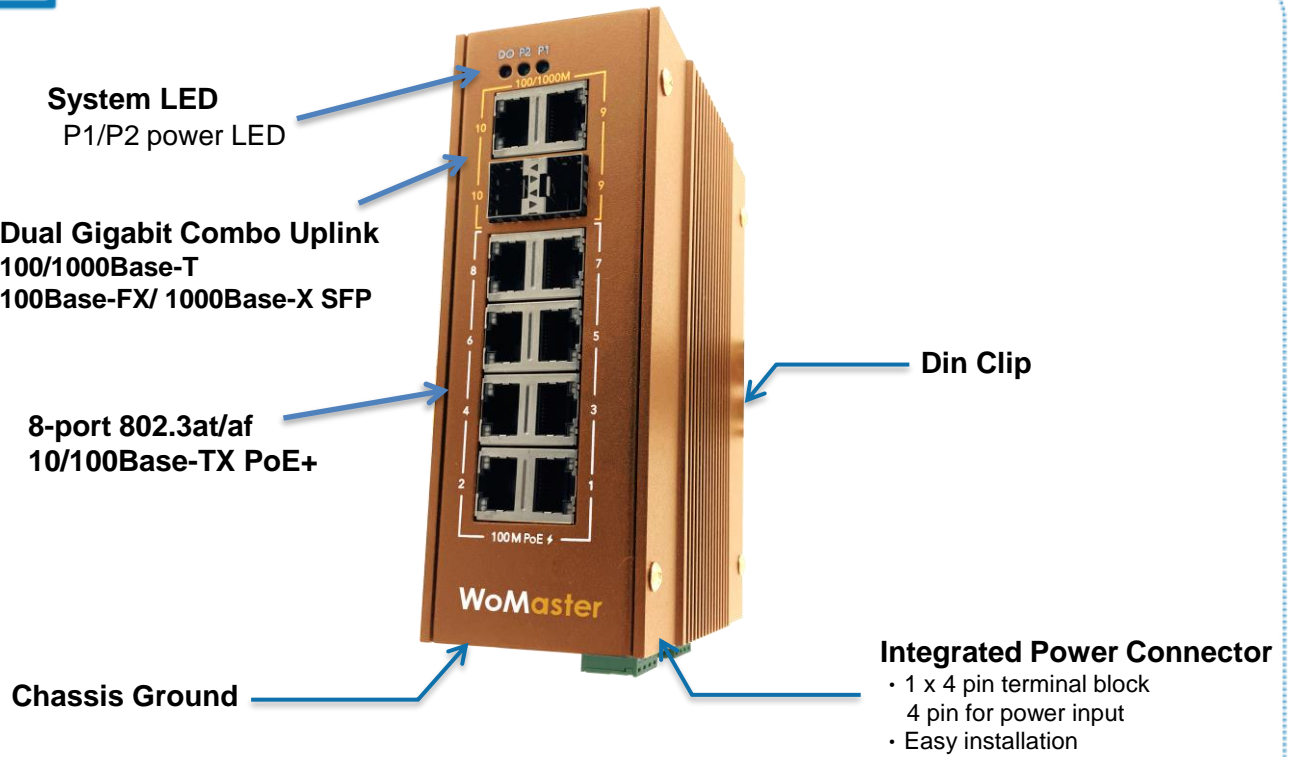 System LED
P1/P2 power LED
Dual Gigabit Combo Uplink
100/1000Base-T
100Base-FX/ 1000Base-X SFP
8-port 802.3at/af
10/100Base-TX PoE+
Chassis Ground
DO P2 P1
100/1000M
10 9
10 9
8 7
6 5
4 3
2 1
100M PoE
WoMaster
Din Clip
Integrated Power Connector
・1 x 4 pin terminal block
4 pin for power input
・Easy installation